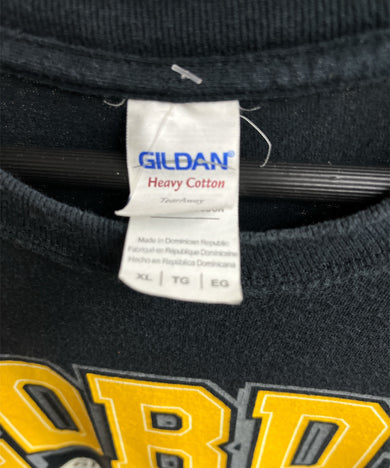 GILDAN®
Heavy Cotton
TearAway
Made in Dominican Republic
Fabriqué en République Dominicaine
Hecho en República Dominicana
XL | TG | EG